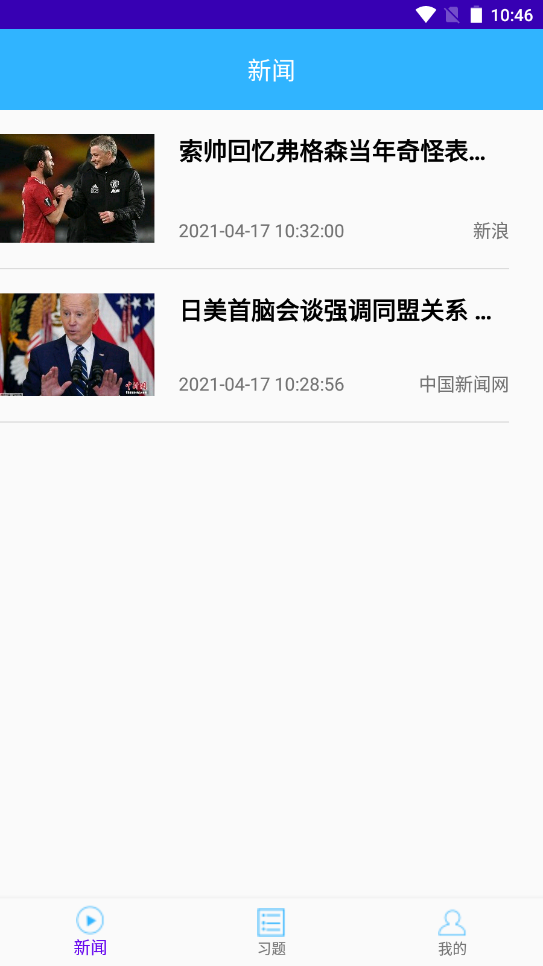 10:46
新闻
索帅回忆弗格森当年奇怪表...
2021-04-17 10:32:00 新浪
日美首脑会谈强调同盟关系 ...
2021-04-17 10:28:56 中国新闻网
新闻 习题 我的